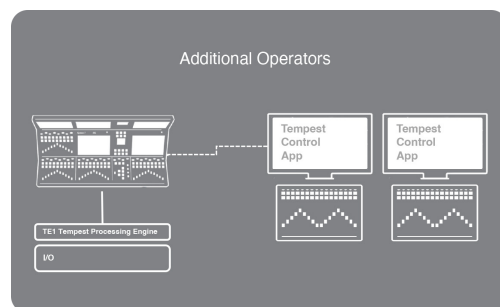 Additional Operators
Tempest
Control
App
Tempest
Control
App
TE1 Tempest Processing Engine
I/O